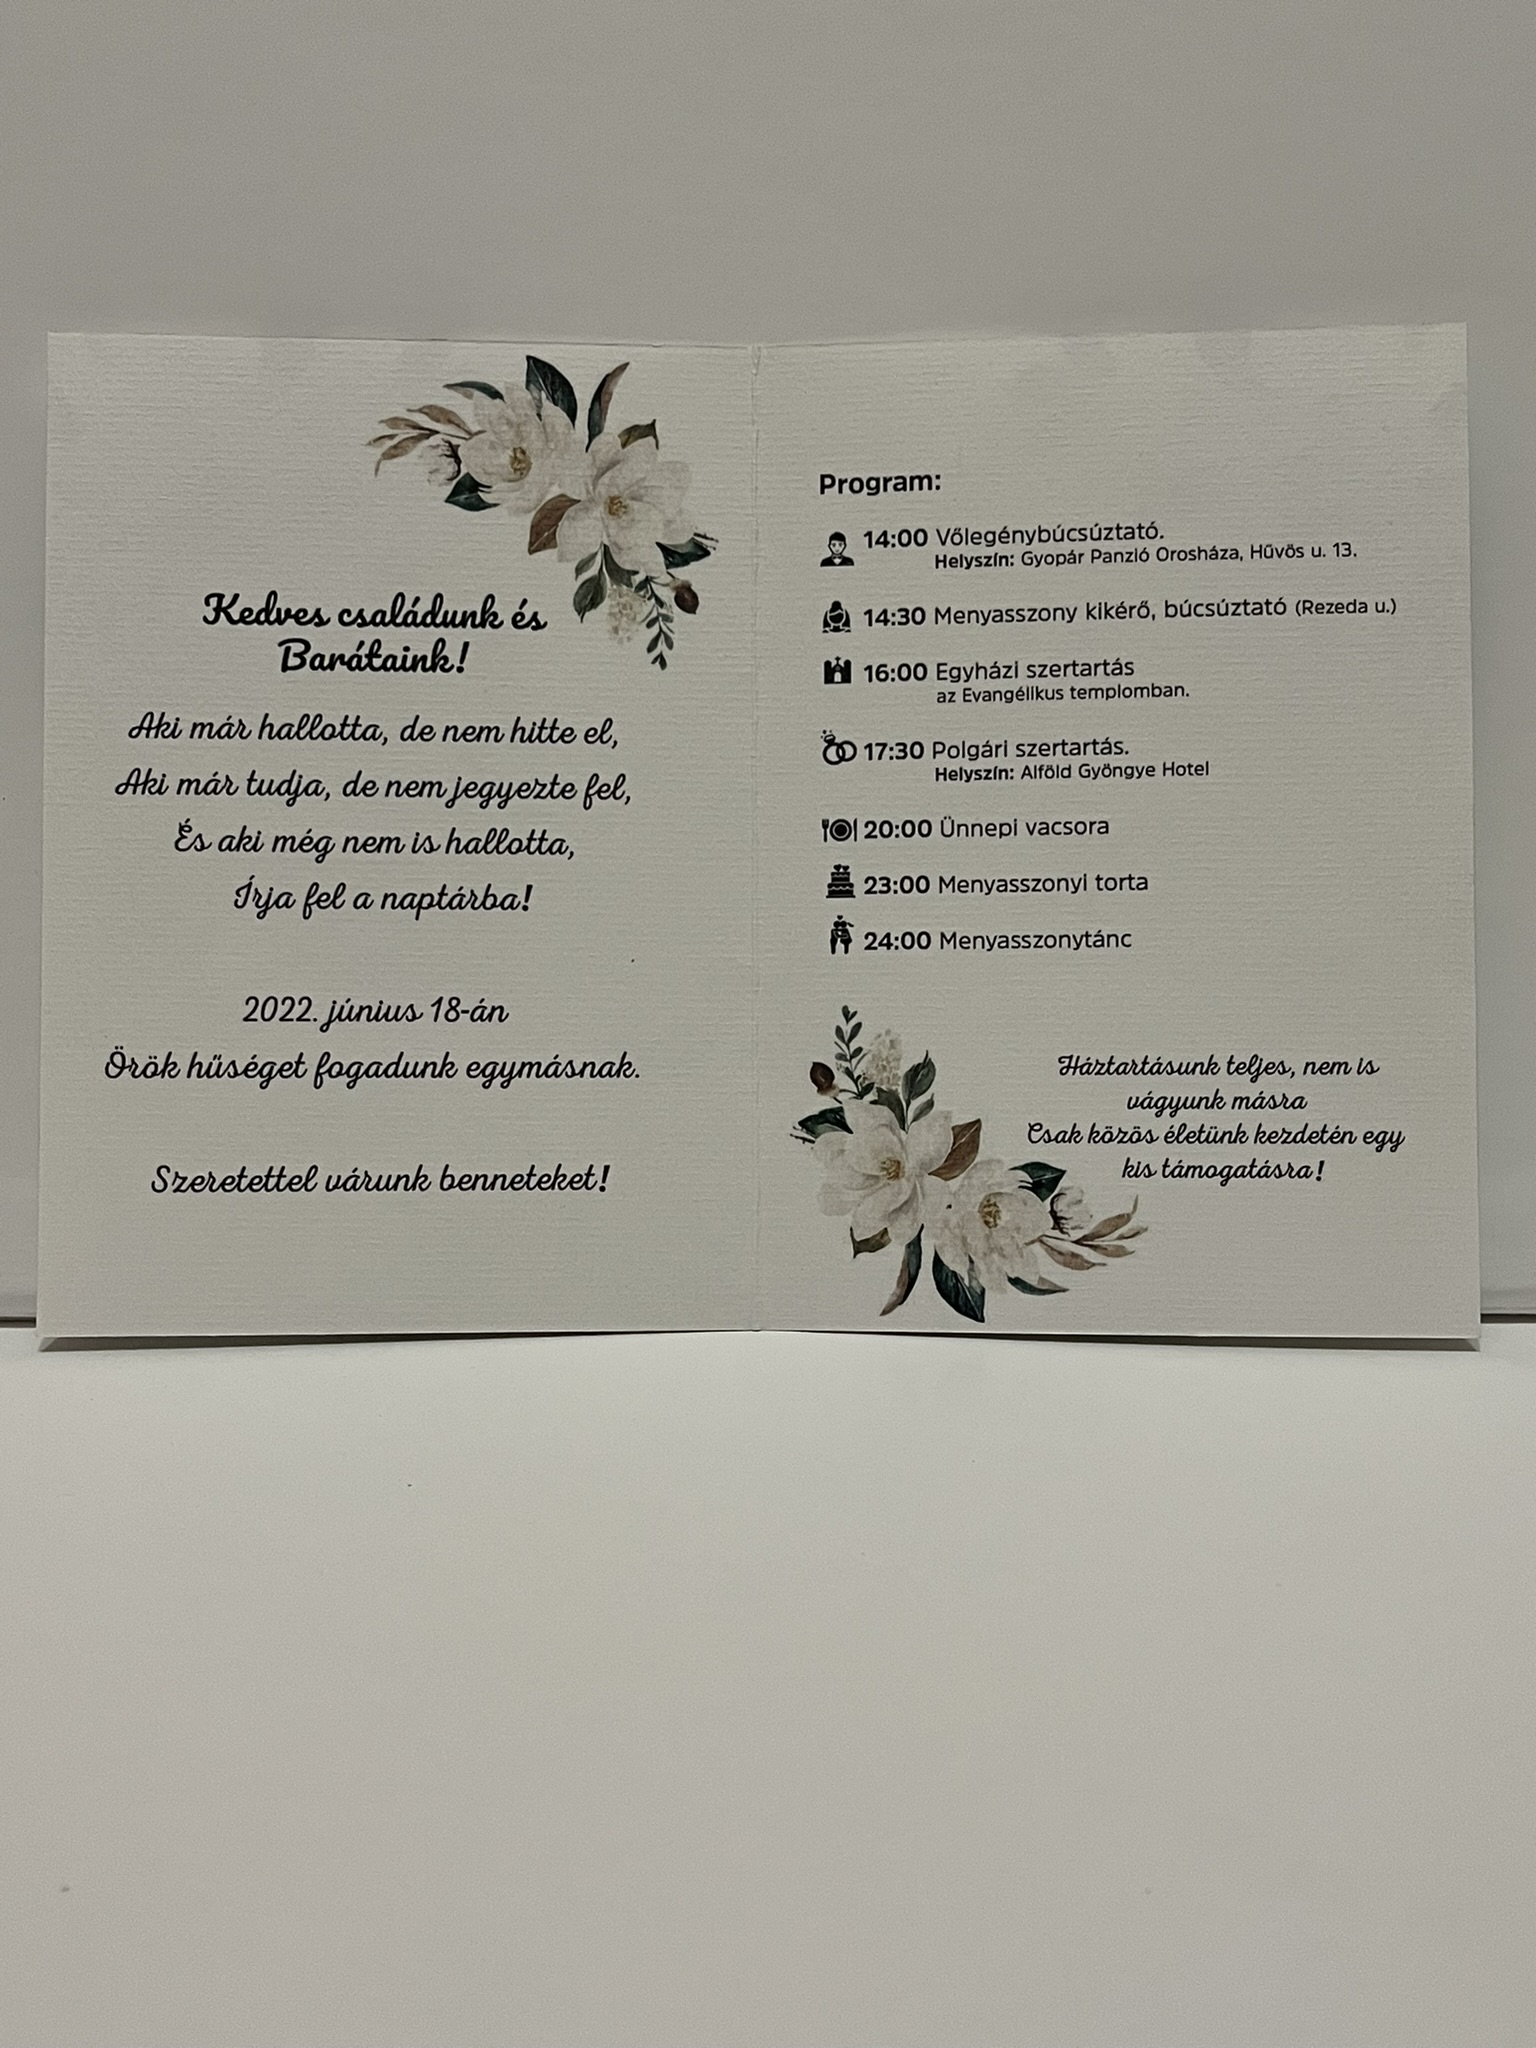 Kedves családunk és
Barátaink!
Aki már hallotta, de nem hitte el,
Aki már tudja, de nem jegyezte fel,
És aki még nem is hallotta,
Írja fel a naptárba!
2022. június 18-án
Örök hűséget fogadunk egymásnak.
Szeretettel várunk benneteket!
Program:
14:00 Vőlegénybúcsúztató.
Helyszín: Gyopár Panzió Orosháza, Hűvös u. 13.
14:30 Menyasszony kikérő, búcsúztató (Rezeda u.)
16:00 Egyházi szertartás
az Evangélikus templomban.
17:30 Polgári szertartás.
Helyszín: Alföld Gyöngye Hotel
20:00 Ünnepi vacsora
23:00 Menyasszonyi torta
24:00 Menyasszonytánc
Háztartásunk teljes, nem is
vágyunk másra
Csak közös életünk kezdetén egy
kis támogatásra!